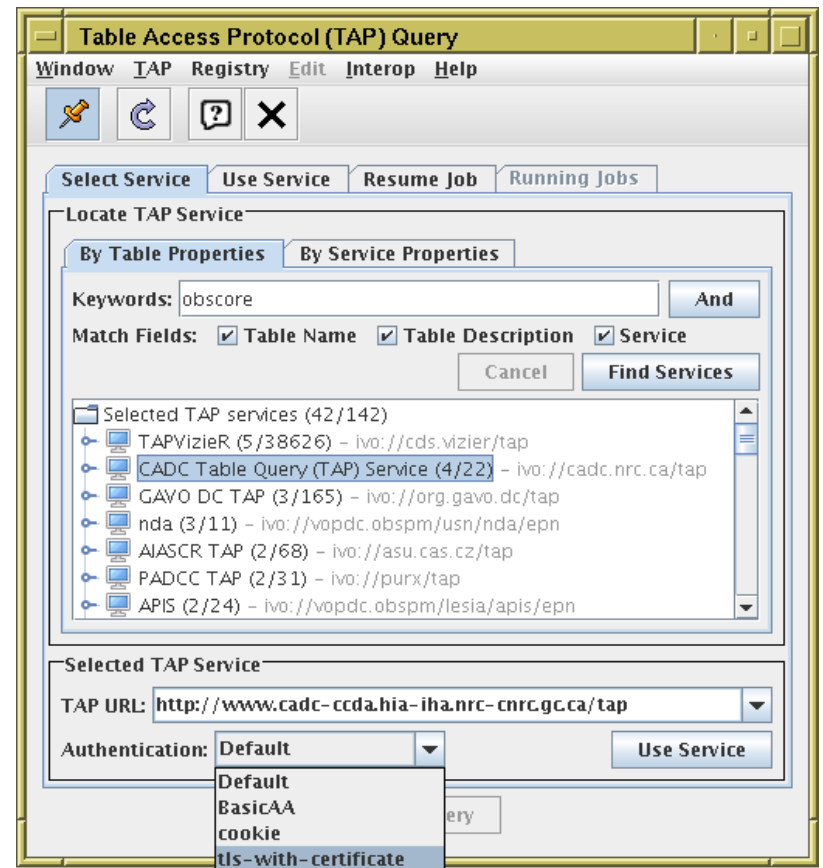 Table Access Protocol (TAP) Query
Window TAP Registry Edit Interop Help
Select Service Use Service Resume Job Running Jobs
Locate TAP Service
By Table Properties By Service Properties
Keywords: obscore And
Match Fields: Table Name Table Description Service
Cancel Find Services
Selected TAP services (42/142)
TAPVizieR (5/38626) – ivo://cds.vizier/tap
CADC Table Query (TAP) Service (4/22) – ivo://cadc.nrc.ca/tap
GAVO DC TAP (3/165) – ivo://org.gavo.dc/tap
nda (3/11) – ivo://vopdc.obspm/usn/nda/epn
AIASCR TAP (2/68) – ivo://asu.cas.cz/tap
PADCC TAP (2/31) – ivo://purx/tap
APIS (2/24) – ivo://vopdc.obspm/lesia/apis/epn
Selected TAP Service
TAP URL: http://www.cadc-ccda.hia-iha.nrc-cnrc.gc.ca/tap
Authentication: Default Use Service
Default
BasicAA
ery
cookie
tls-with-certificate